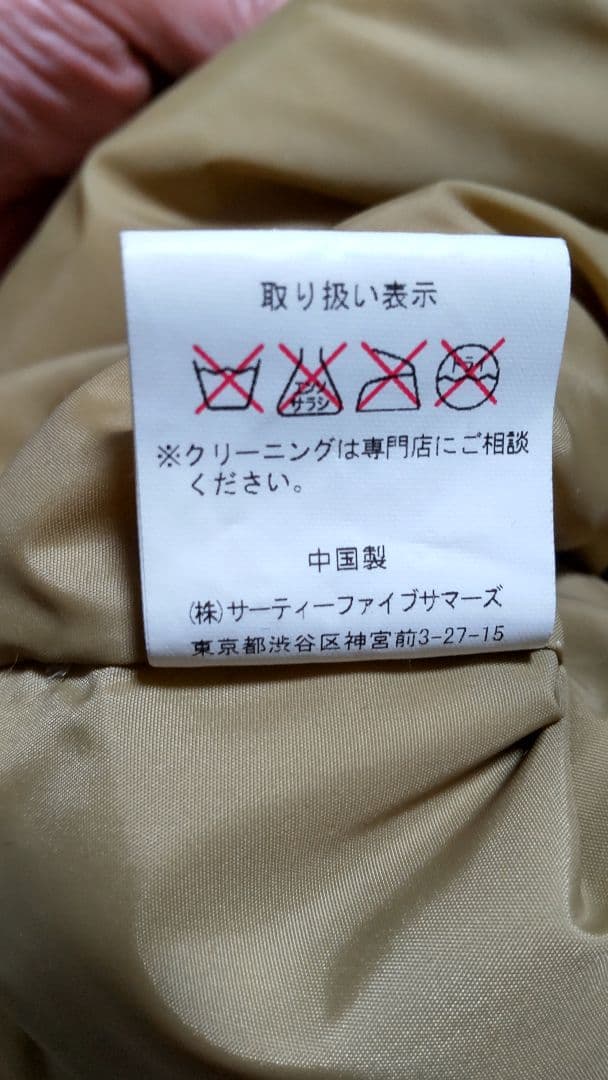 取り扱い表示
エンソ
サラシ
ドライ
※クリーニングは専門店にご相談
ください。
中国製
(株)サーティーファイブサマーズ
東京都渋谷区神宮前3-27-15